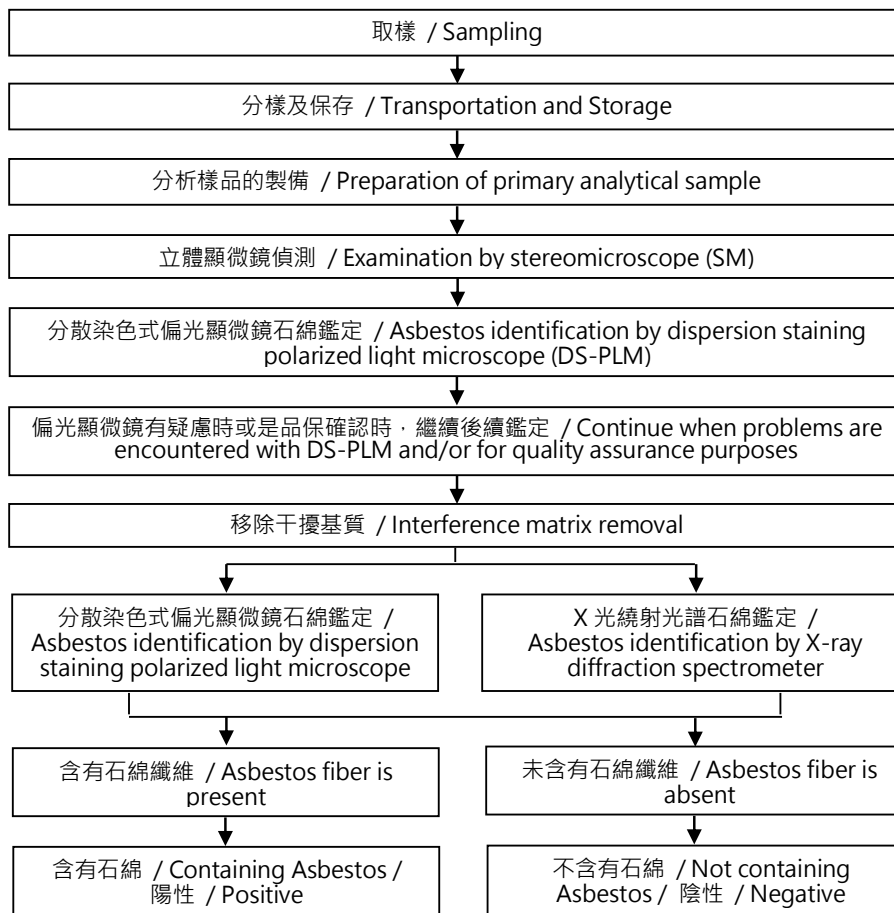 取樣 / Sampling
分樣及保存 / Transportation and Storage
分析樣品的製備 / Preparation of primary analytical sample
立體顯微鏡偵測 / Examination by stereomicroscope (SM)
分散染色式偏光顯微鏡石綿鑑定 / Asbestos identification by dispersion staining
polarized light microscope (DS-PLM)
偏光顯微鏡有疑慮時或是品保確認時，繼續後續鑑定 / Continue when problems are
encountered with DS-PLM and/or for quality assurance purposes
移除干擾基質 / Interference matrix removal
分散染色式偏光顯微鏡石綿鑑定 /
Asbestos identification by dispersion
staining polarized light microscope
X 光繞射光譜石綿鑑定 /
Asbestos identification by X-ray
diffraction spectrometer
含有石綿纖維 / Asbestos fiber is
present
未含有石綿纖維 / Asbestos fiber is
absent
含有石綿 / Containing Asbestos /
陽性 / Positive
不含有石綿 / Not containing
Asbestos / 陰性 / Negative